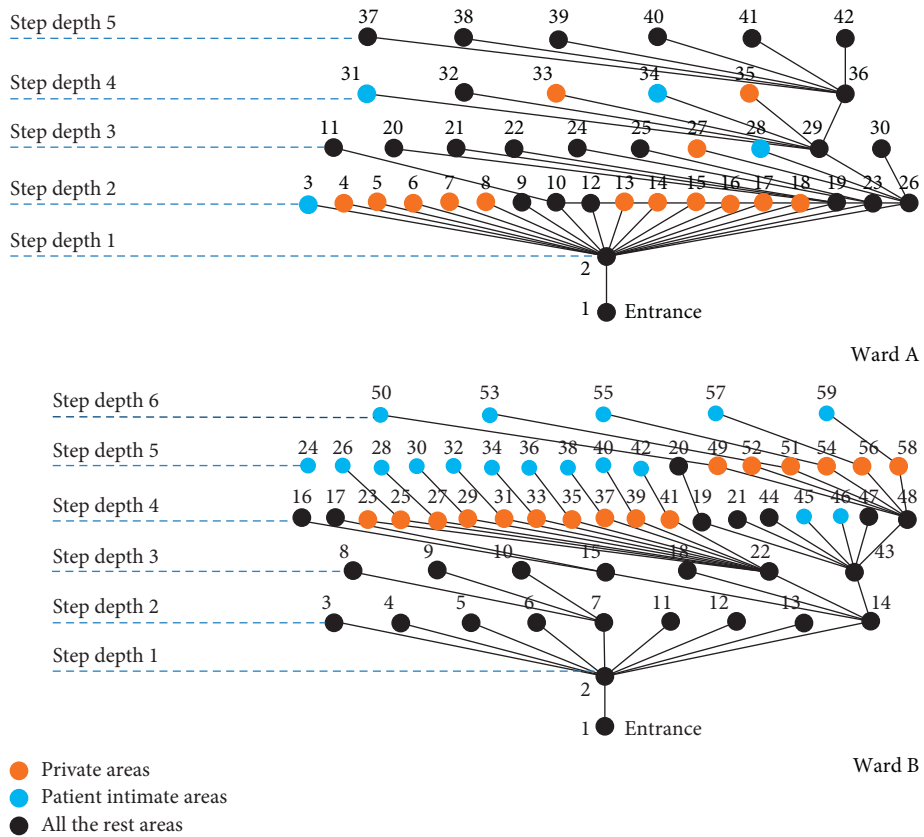 37 38 39 40 41 42
Step depth 5
31 32 33 34 35 36
Step depth 4
11 20 21 22 24 25 27 28 29 30
Step depth 3
3 4 5 6 7 8 9 10 12 13 14 15 16 17 18 19 23 26
Step depth 2
Step depth 1
2
1 Entrance
Ward A
50 53 55 57 59
Step depth 6
24 26 28 30 32 34 36 38 40 42 20 49 52 51 54 56 58
Step depth 5
16 17 23 25 27 29 31 33 35 37 39 41 19 21 44 45 46 47 48
Step depth 4
8 9 10 15 18 22 43
Step depth 3
3 4 5 6 7 11 12 13 14
Step depth 2
Step depth 1
2
1 Entrance
Ward B
Private areas
Patient intimate areas
All the rest areas